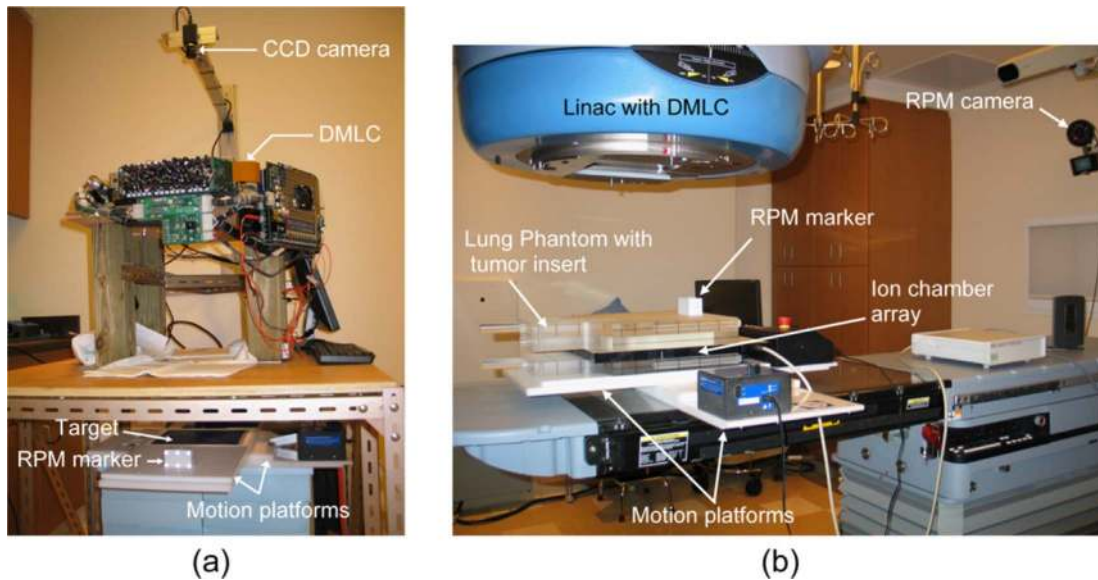 CCD camera
DMLC
Target
RPM marker
Motion platforms
(a)
Linac with DMLC
RPM camera
RPM marker
Lung Phantom with
tumor insert
Ion chamber
array
Motion platforms
(b)